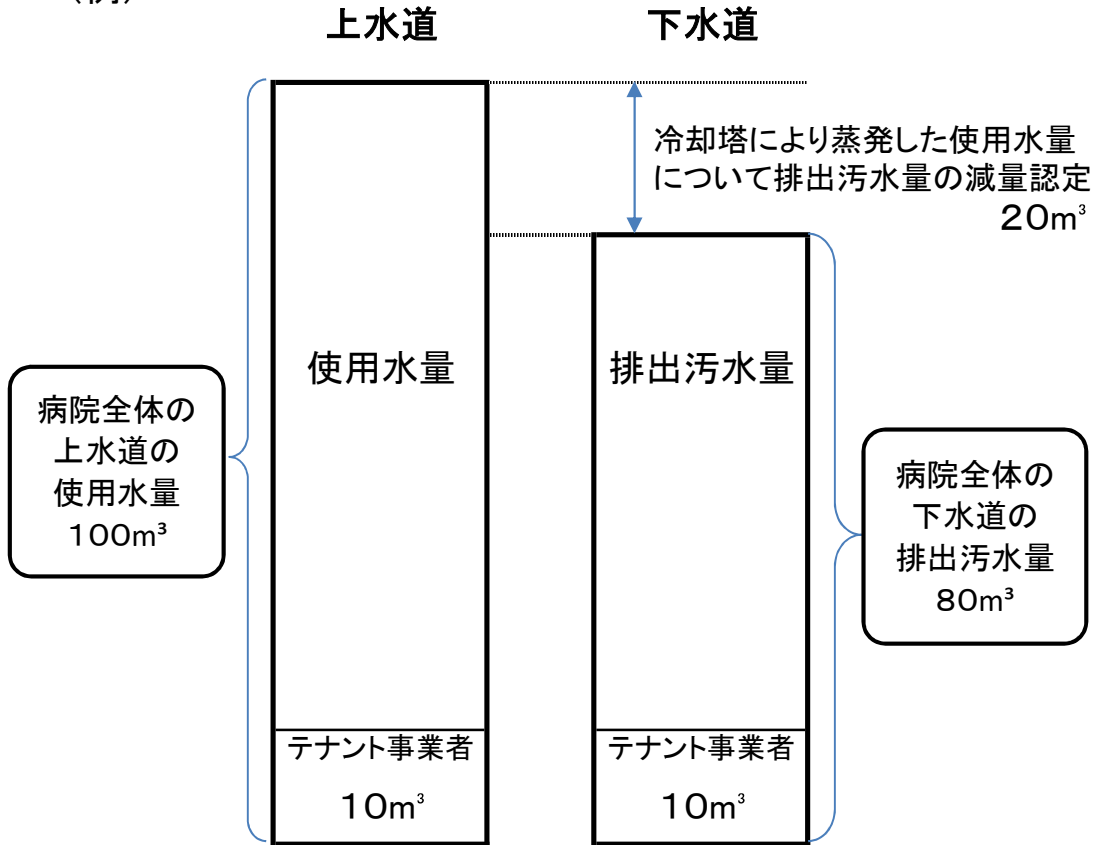 上水道
下水道
冷却塔により蒸発した使用水量
について排出汚水量の減量認定
20m³
使用水量
排出汚水量
病院全体の
上水道の
使用水量
100m³
病院全体の
下水道の
排出汚水量
80m³
テナント事業者
10m³
テナント事業者
10m³